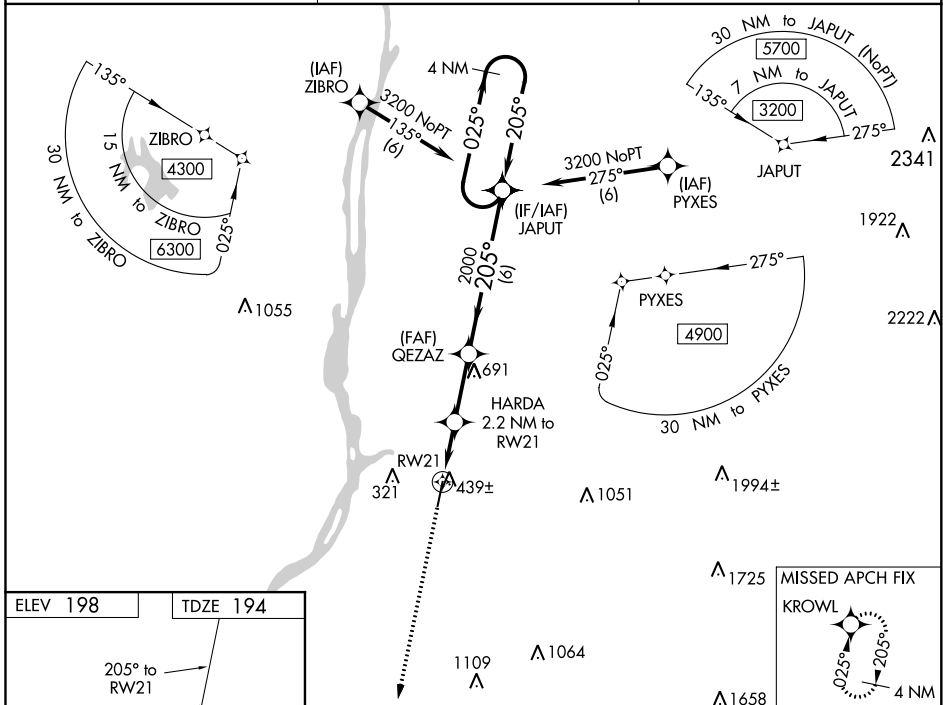 135°
ZIBRO
4300
15 NM to ZIBRO
6300
30 NM to ZIBRO
025°
(IAF)
ZIBRO
3200 NoPT
135°
(6)
4 NM
025°
205°
3200 NoPT
275°
(6)
(IAF)
PYXES
(IF/IAF)
JAPUT
30 NM to JAPUT (NoPT)
5700
7 NM to JAPUT
3200
135°
275°
JAPUT
2341
1922
2222
2000
205°
(6)
1055
(FAF)
QEZAZ
691
HARDA
2.2 NM to
RW21
RW21
321
439±
1051
275°
PYXES
4900
025°
30 NM to PYXES
1994±
1725
1064
1109
1658
ELEV 198
TDZE 194
205° to
RW21
MISSED APCH FIX
KROWL
025°
205°
4 NM